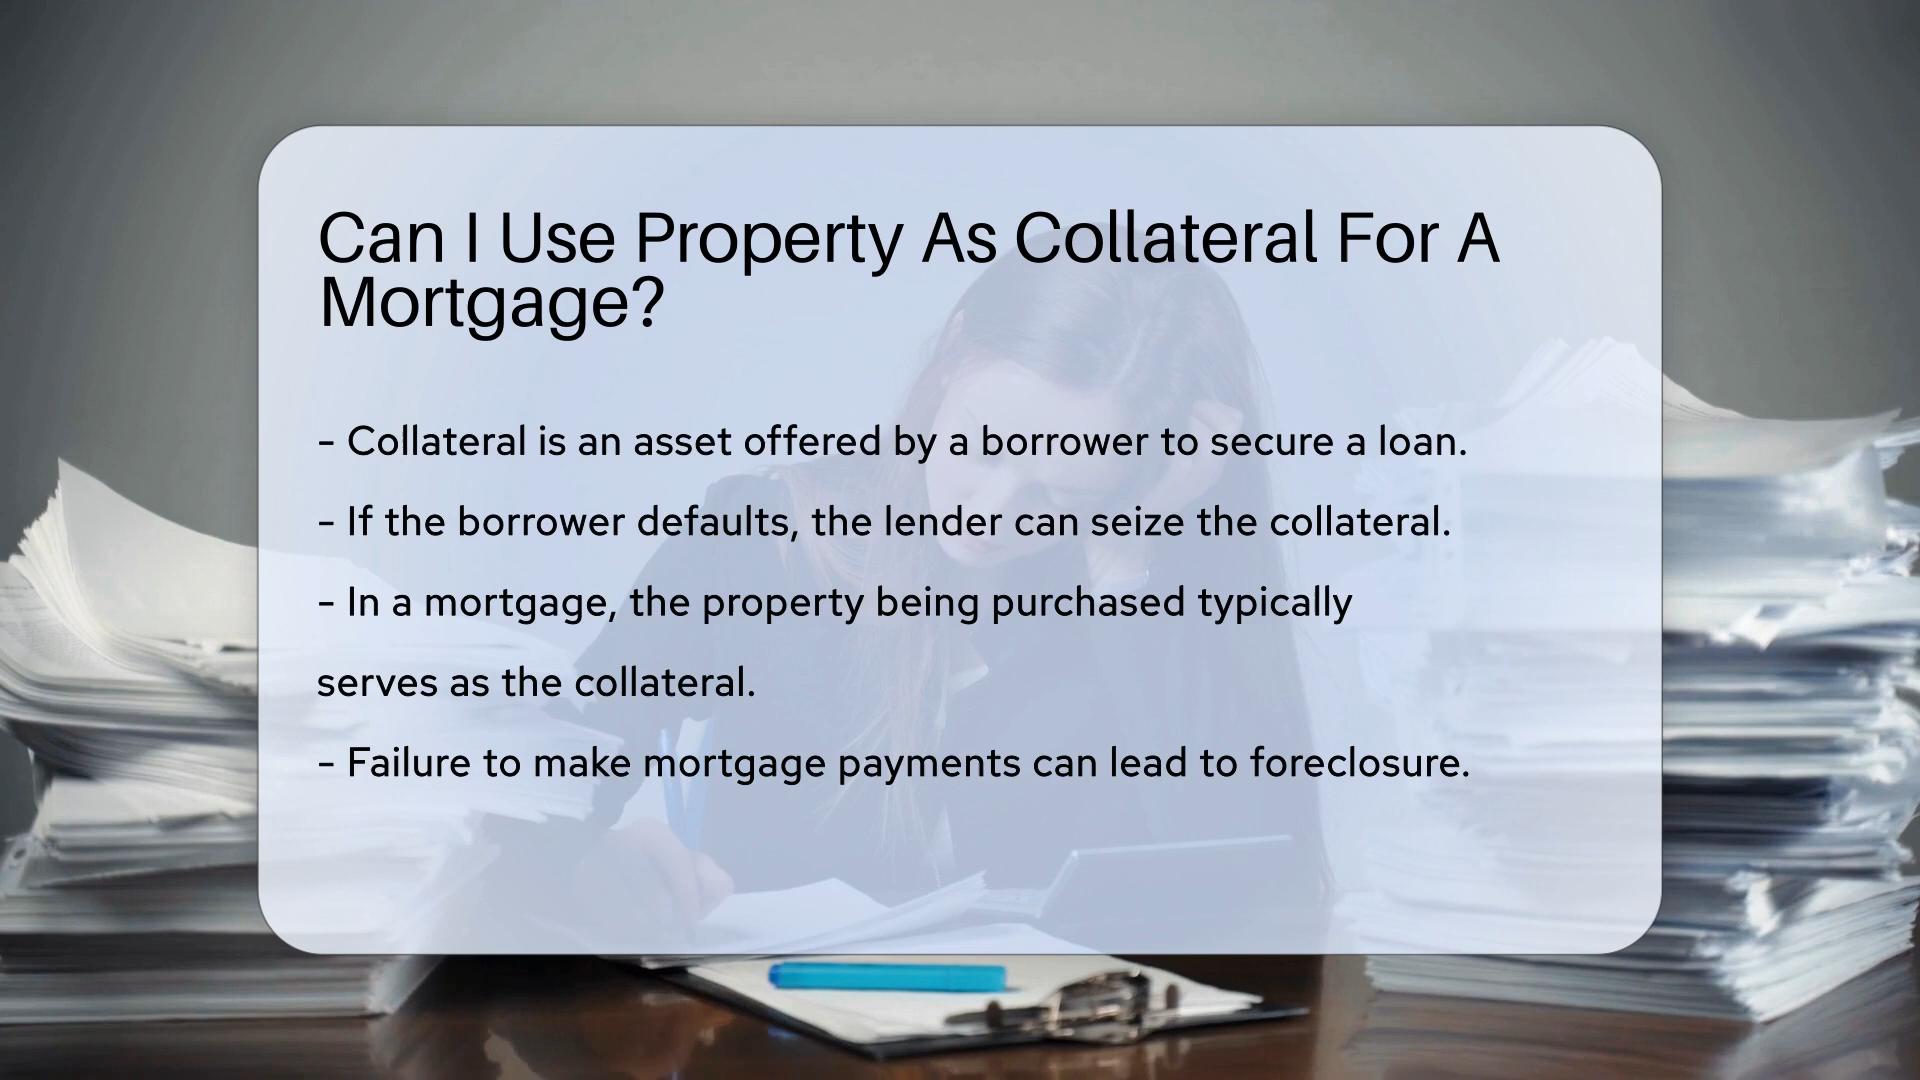 Can I Use Property As Collateral For A
Mortgage?
- Collateral is an asset offered by a borrower to secure a loan.
- If the borrower defaults, the lender can seize the collateral.
- In a mortgage, the property being purchased typically
serves as the collateral.
- Failure to make mortgage payments can lead to foreclosure.